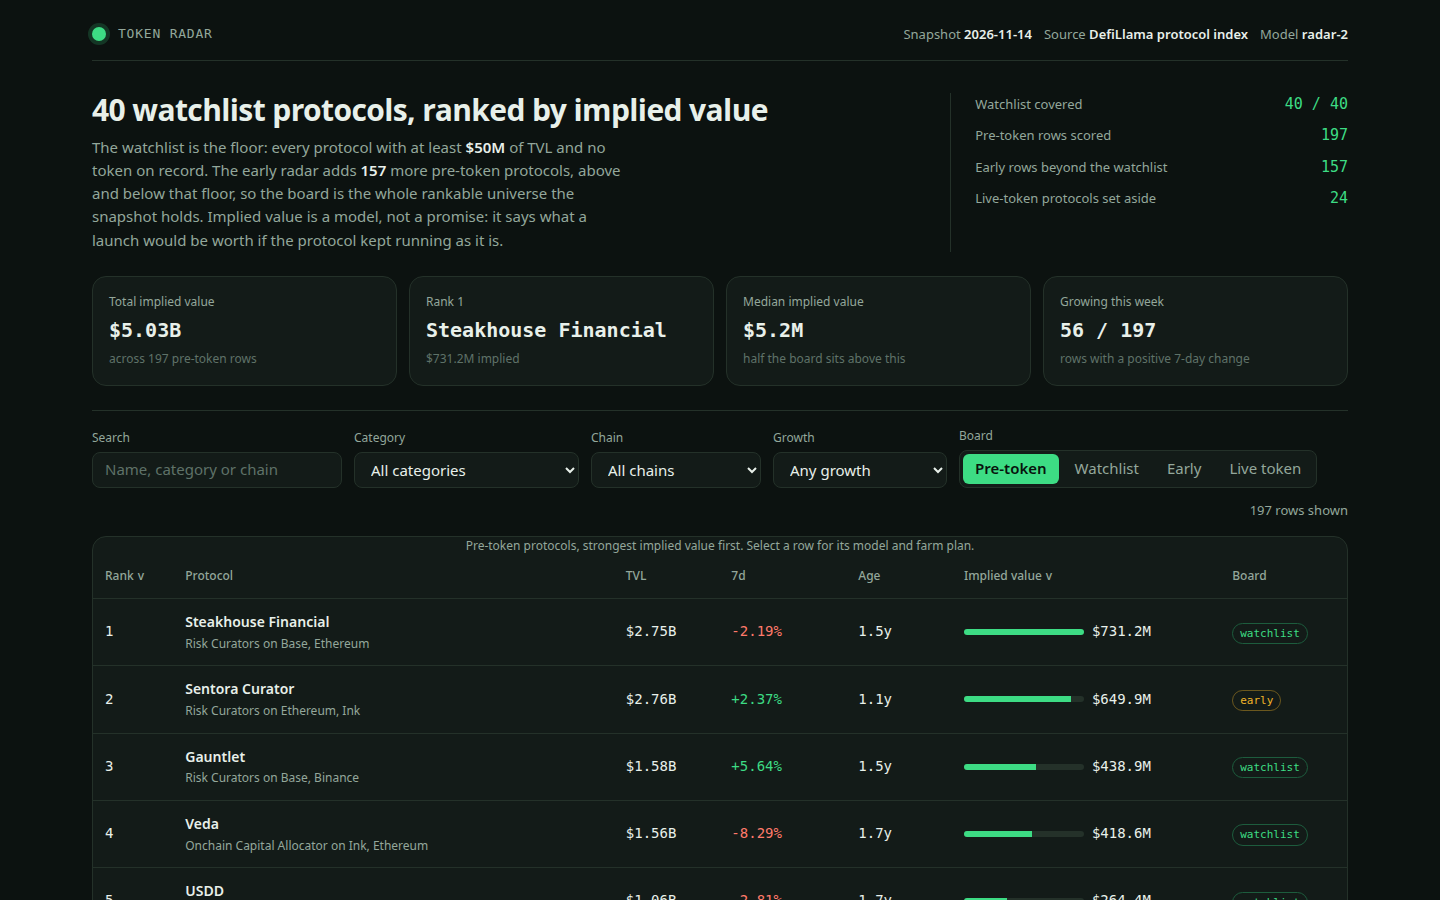 TOKEN RADAR
Snapshot 2026-11-14 Source DefiLlama protocol index Model radar-2
40 watchlist protocols, ranked by implied value
The watchlist is the floor: every protocol with at least $50M of TVL and no
token on record. The early radar adds 157 more pre-token protocols, above
and below that floor, so the board is the whole rankable universe the
snapshot holds. Implied value is a model, not a promise: it says what a
launch would be worth if the protocol kept running as it is.
Watchlist covered 40 / 40
Pre-token rows scored 197
Early rows beyond the watchlist 157
Live-token protocols set aside 24
Total implied value
$5.03B
across 197 pre-token rows
Rank 1
Steakhouse Financial
$731.2M implied
Median implied value
$5.2M
half the board sits above this
Growing this week
56 / 197
rows with a positive 7-day change
Search
Name, category or chain
Category
All categories
Chain
All chains
Growth
Any growth
Board
Pre-token Watchlist Early Live token
197 rows shown
Pre-token protocols, strongest implied value first. Select a row for its model and farm plan.
Rank v Protocol TVL 7d Age Implied value v Board
1 Steakhouse Financial $2.75B -2.19% 1.5y $731.2M watchlist
Risk Curators on Base, Ethereum
2 Sentora Curator $2.76B +2.37% 1.1y $649.9M early
Risk Curators on Ethereum, Ink
3 Gauntlet $1.58B +5.64% 1.5y $438.9M watchlist
Risk Curators on Base, Binance
4 Veda $1.56B -8.29% 1.7y $418.6M watchlist
Onchain Capital Allocator on Ink, Ethereum
USDD